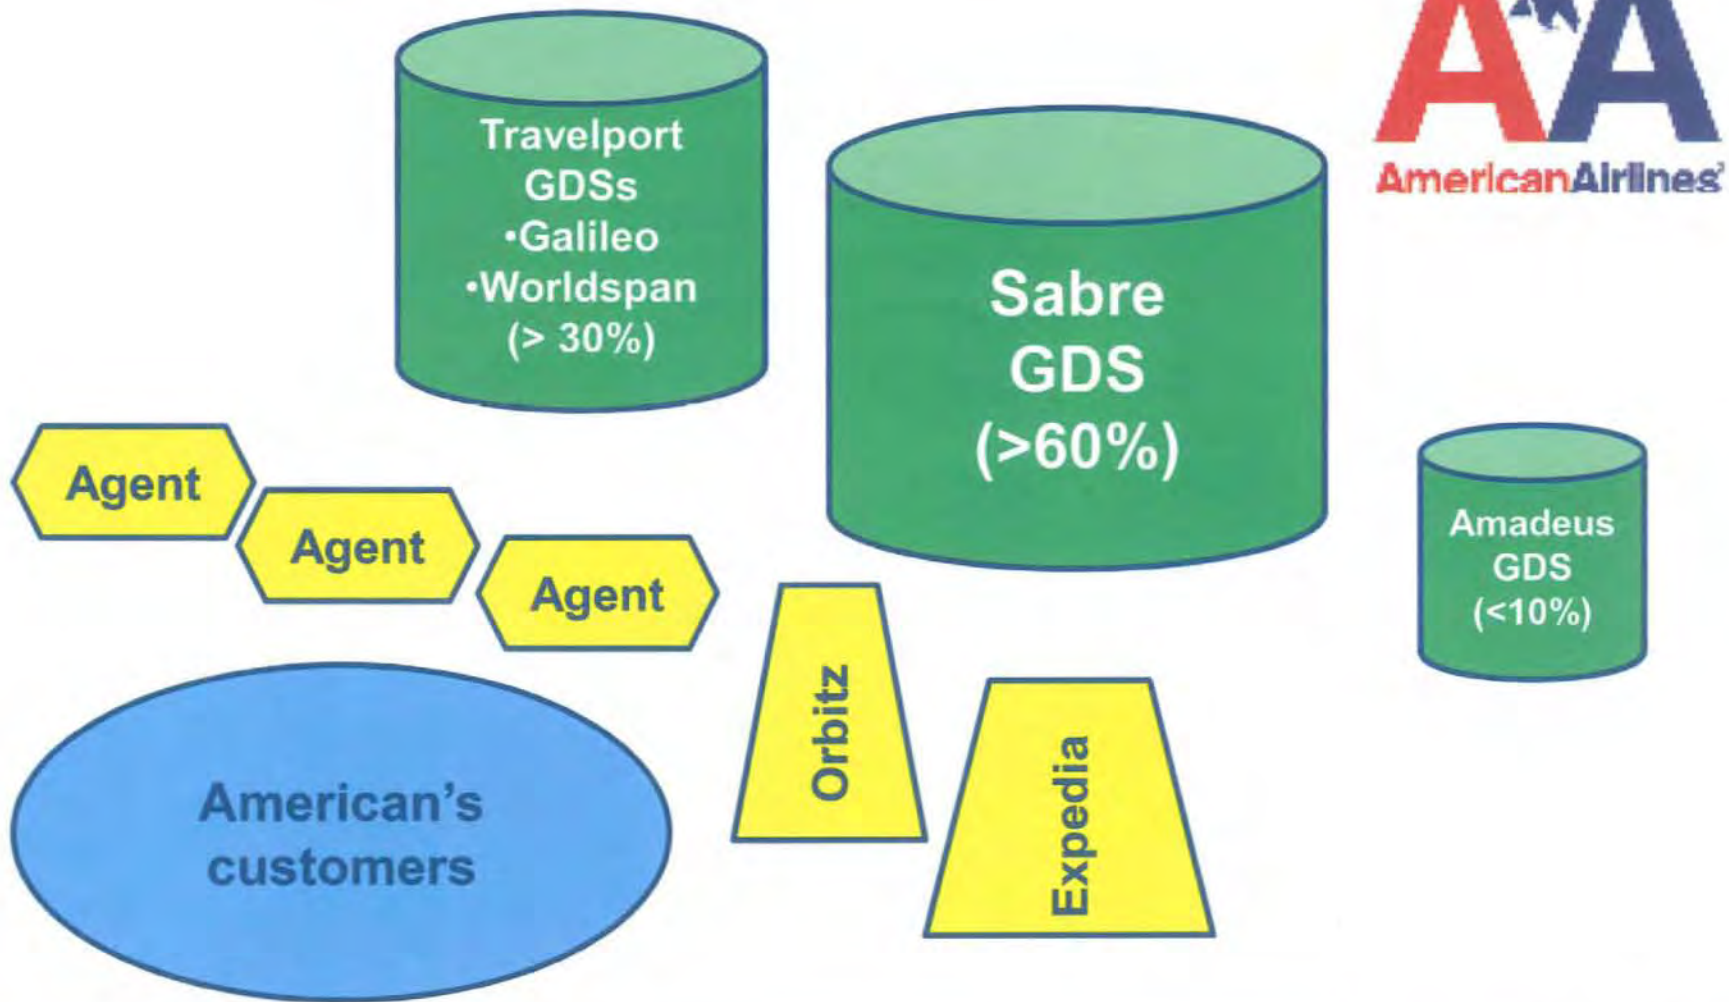 AA
AmericanAirlines®
Travelport
GDSs
•Galileo
•Worldspan
(> 30%)
Sabre
GDS
(>60%)
Amadeus
GDS
(<10%)
Agent
Agent
Agent
Orbitz
Expedia
American's
customers